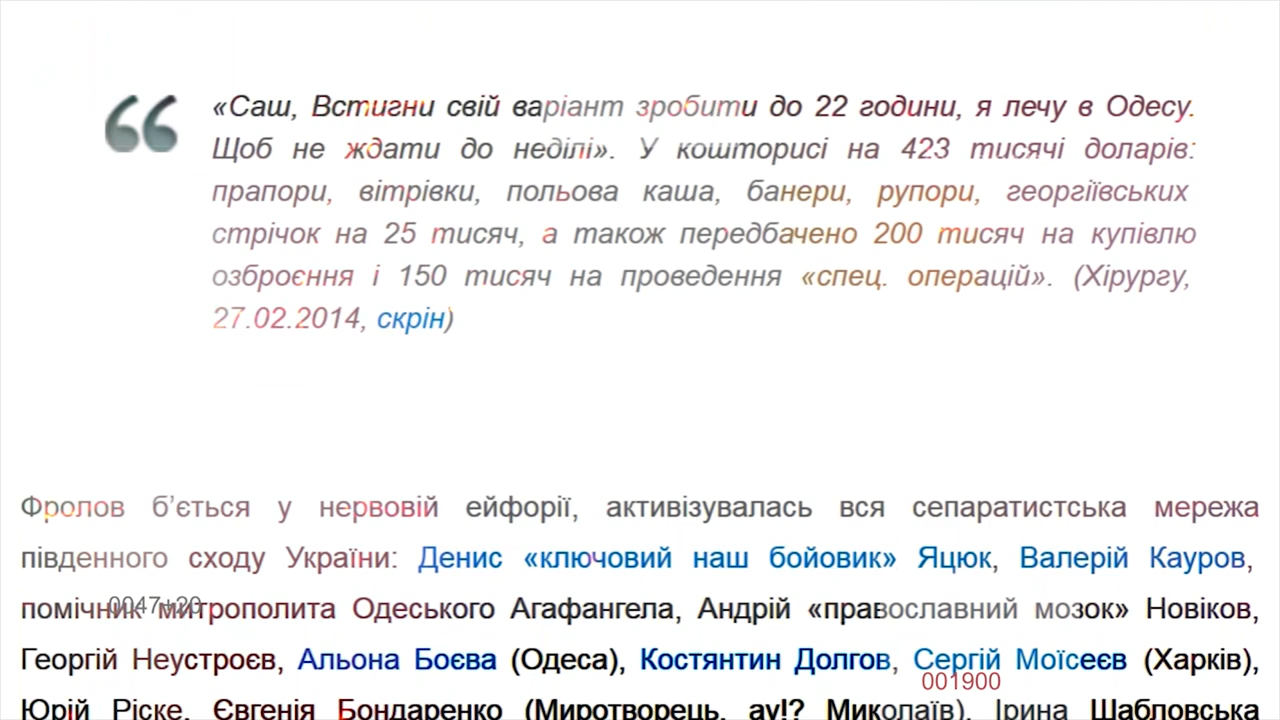 «Саш, Встигни свій варіант зробити до 22 години, я лечу в Одесу.
Щоб не ждати до неділі». У кошторисі на 423 тисячі доларів:
прапори, вітрівки, польова каша, банери, рупори, георгіївських
стрічок на 25 тисяч, а також передбачено 200 тисяч на купівлю
озброєння і 150 тисяч на проведення «спец. операцій». (Хірургу,
27.02.2014, скрін)
Фролов б’ється у нервовій ейфорії, активізувалась вся сепаратистська мережа
південного сходу України: Денис «ключовий наш бойовик» Яцюк, Валерій Кауров,
помічник митрополита Одеського Агафангела, Андрій «православний мозок» Новіков,
0047+20
Георгій Неустроєв, Альона Боєва (Одеса), Костянтин Долгов, Сергій Моїсеєв (Харків),
001900
Юрій Ріске, Євгенія Бондаренко (Миротворець, ау!? Миколаїв), Ірина Шабловська